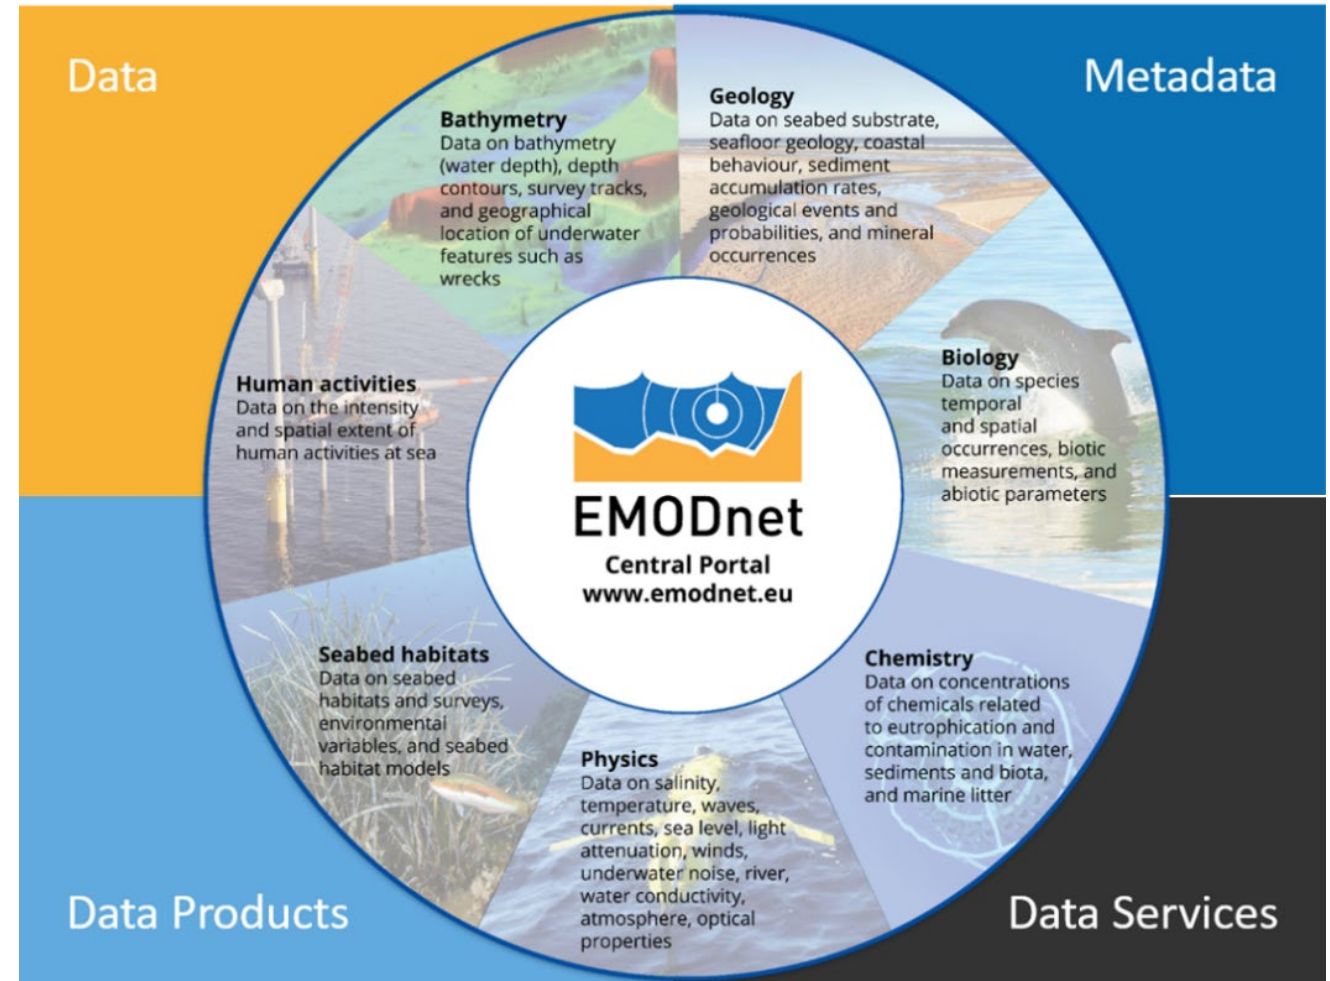 Data
Metadata
Bathymetry
Data on bathymetry
(water depth), depth
contours, survey tracks,
and geographical
location of underwater
features such as
wrecks
Geology
Data on seabed substrate,
seafloor geology, coastal
behaviour, sediment
accumulation rates,
geological events and
probabilities, and mineral
occurrences
Biology
Data on species
temporal
and spatial
occurrences, biotic
measurements, and
abiotic parameters
Human activities
Data on the intensity
and spatial extent of
human activities at sea
EMODnet
Central Portal
www.emodnet.eu
Seabed habitats
Data on seabed
habitats and surveys,
environmental
variables, and seabed
habitat models
Physics
Data on salinity,
temperature, waves,
currents, sea level, light
attenuation, winds,
underwater noise, river,
water conductivity,
atmosphere, optical
properties
Chemistry
Data on concentrations
of chemicals related
to eutrophication and
contamination in water,
sediments and biota,
and marine litter
Data Products
Data Services